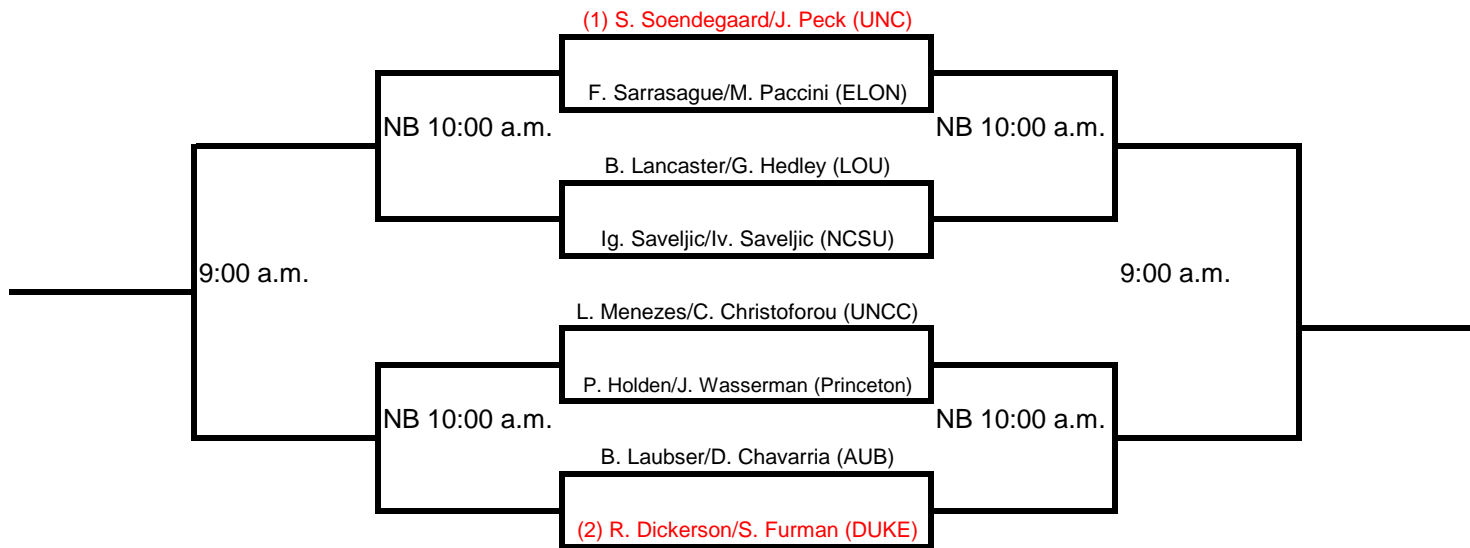 (1) S. Soendegaard/J. Peck (UNC)
F. Sarrasague/M. Paccini (ELON)
NB 10:00 a.m.
NB 10:00 a.m.
B. Lancaster/G. Hedley (LOU)
Ig. Saveljic/Iv. Saveljic (NCSU)
9:00 a.m.
9:00 a.m.
L. Menezes/C. Christoforou (UNCC)
P. Holden/J. Wasserman (Princeton)
NB 10:00 a.m.
NB 10:00 a.m.
B. Laubser/D. Chavarria (AUB)
(2) R. Dickerson/S. Furman (DUKE)